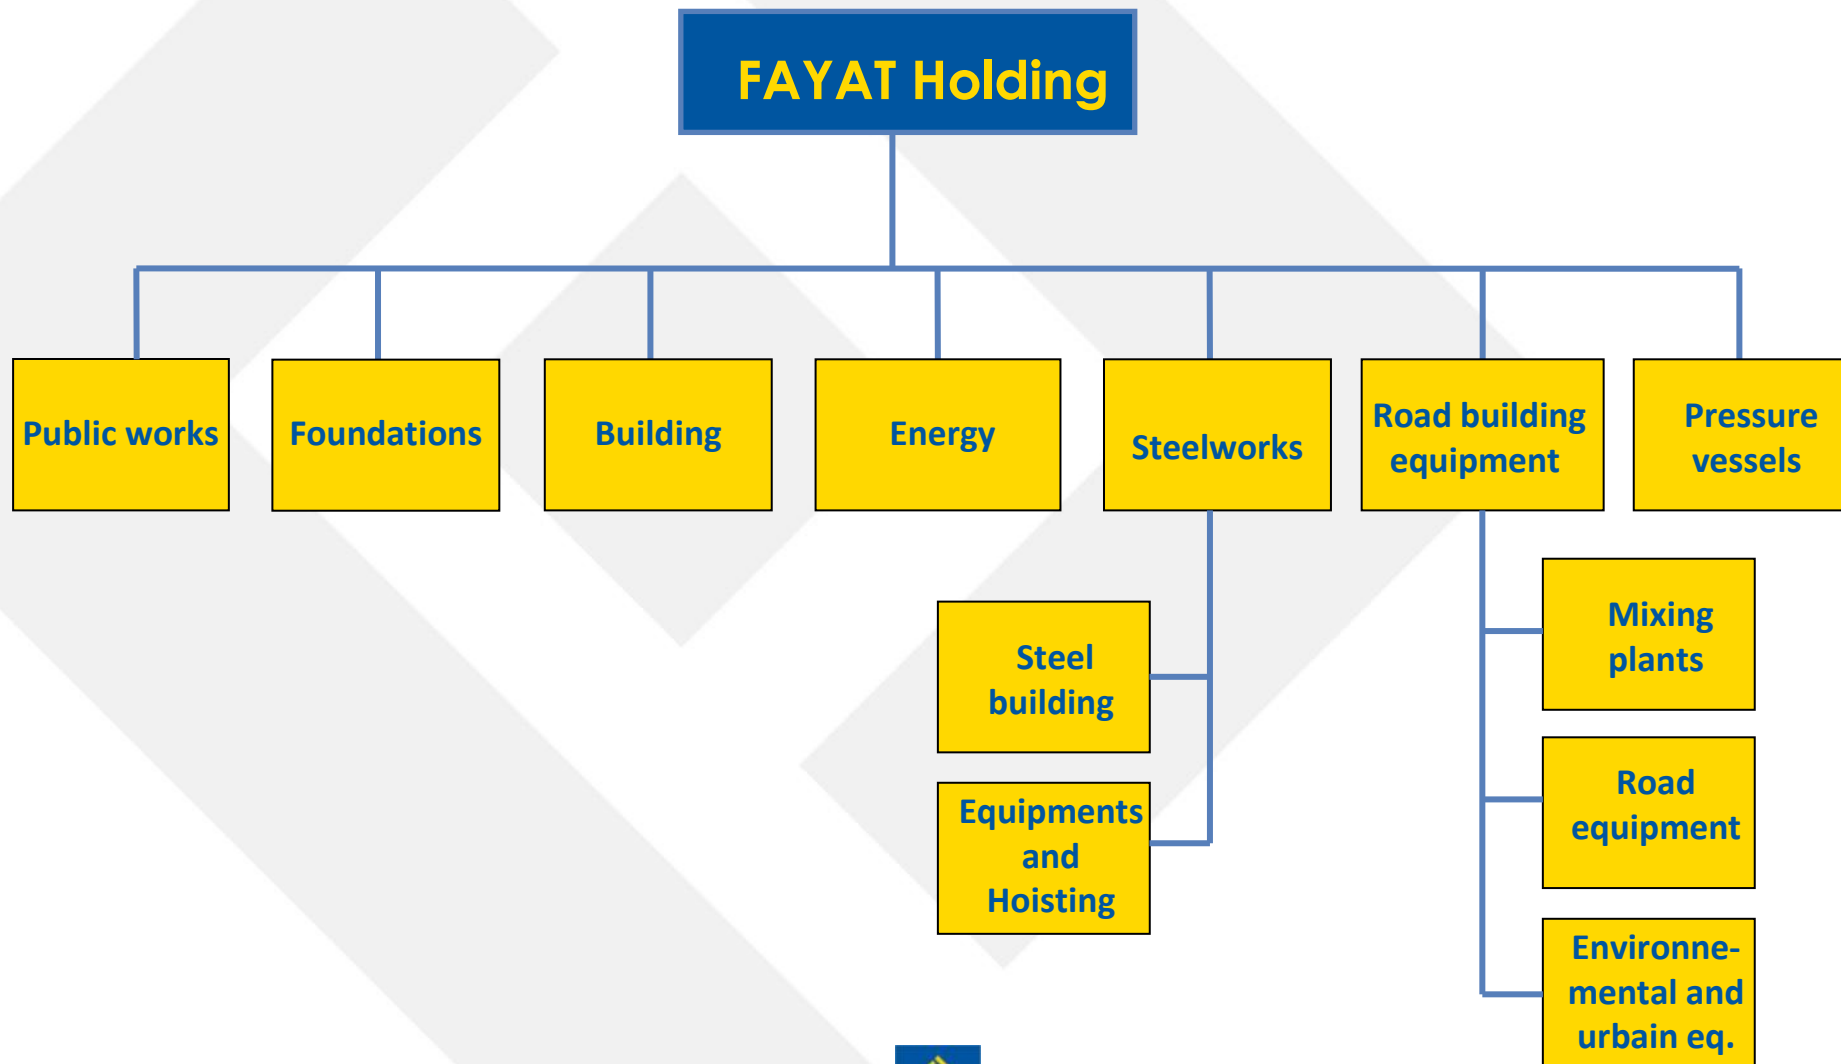 FAYAT Holding
Public works
Foundations
Building
Energy
Steelworks
Road building
equipment
Pressure
vessels
Steel
building
Equipments
and
Hoisting
Mixing
plants
Road
equipment
Environne-
mental and
urbain eq.